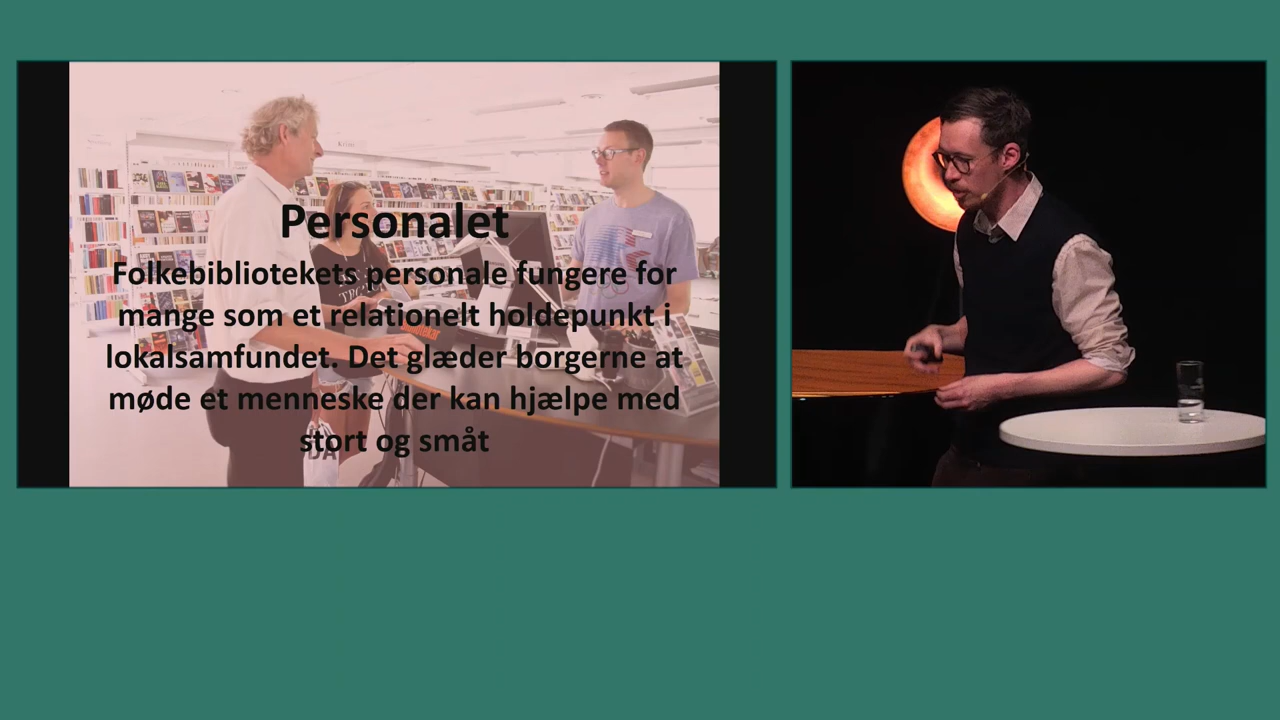 Personalet
Folkebibliotekets personale fungere for
mange som et relationelt holdepunkt i
lokalsamfundet. Det glæder borgerne at
møde et menneske der kan hjælpe med
stort og småt